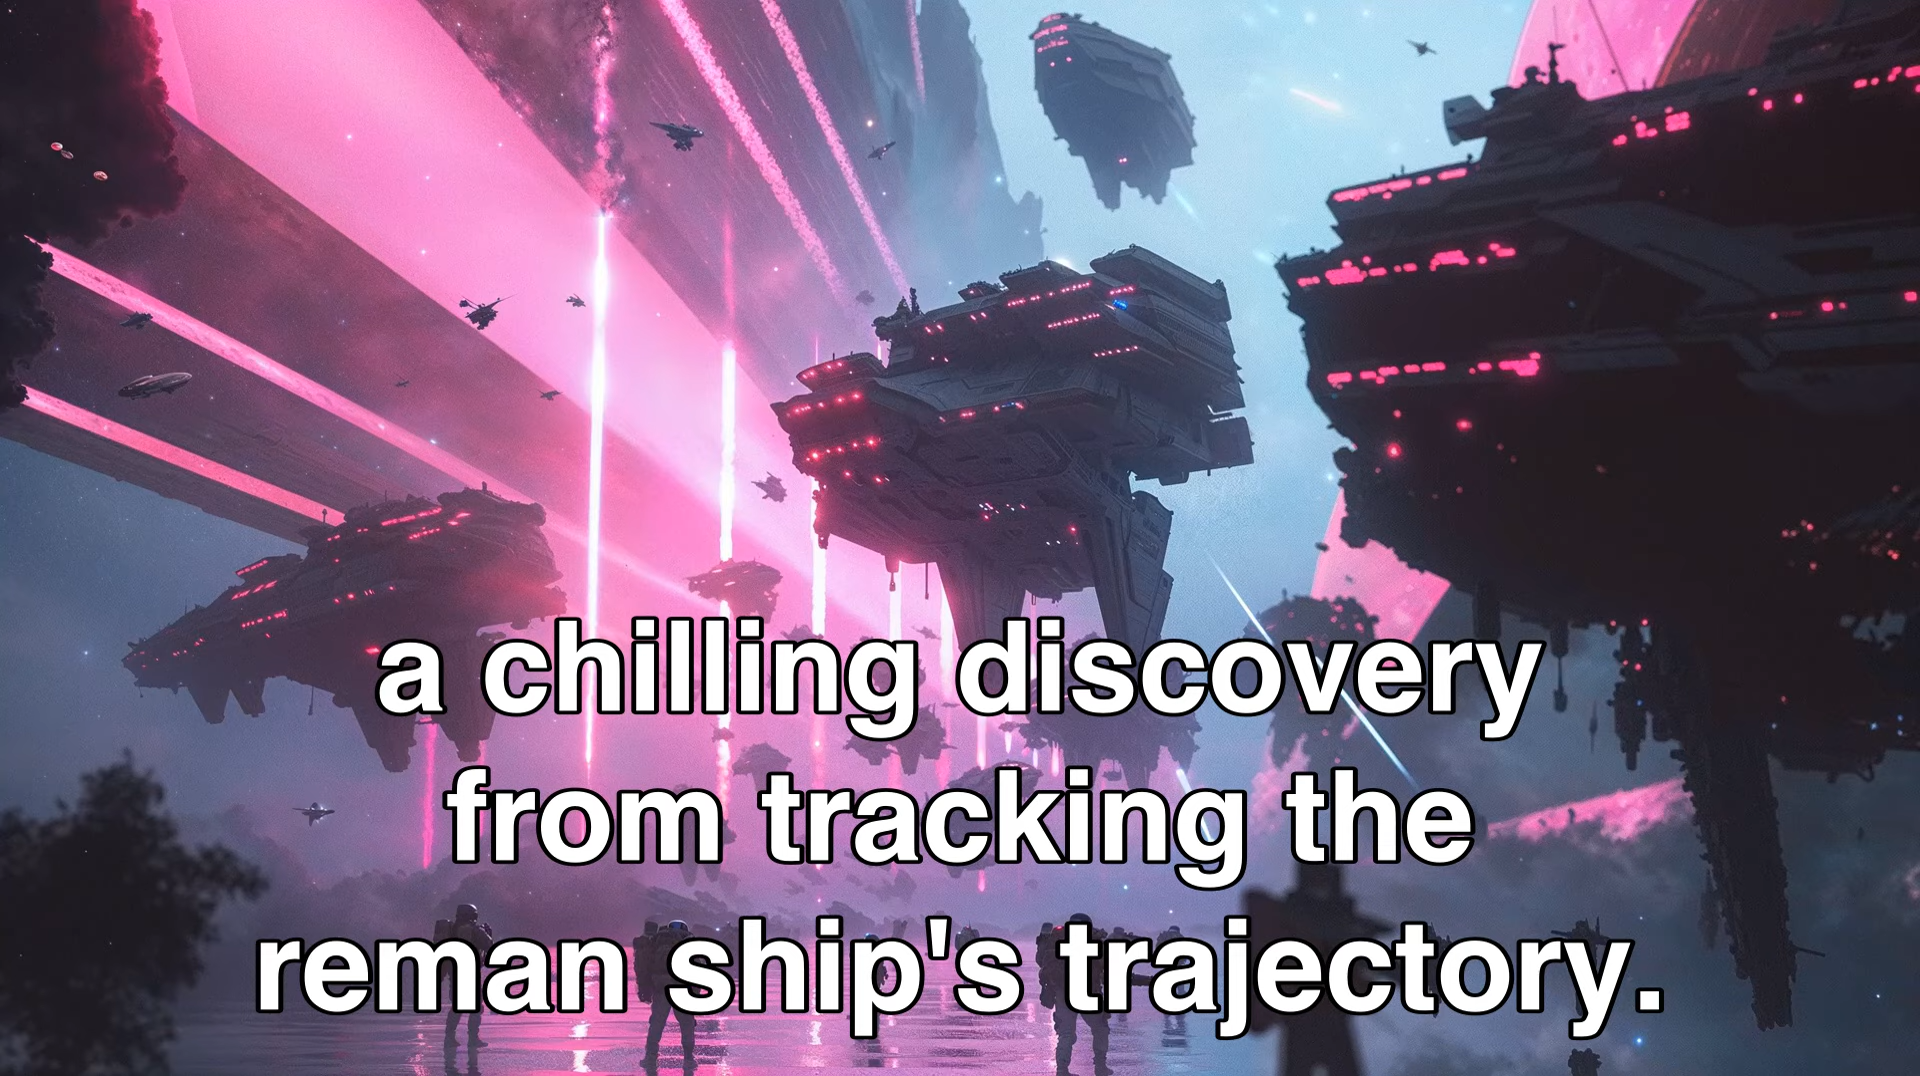 a chilling discovery
from tracking the
reman ship's trajectory.